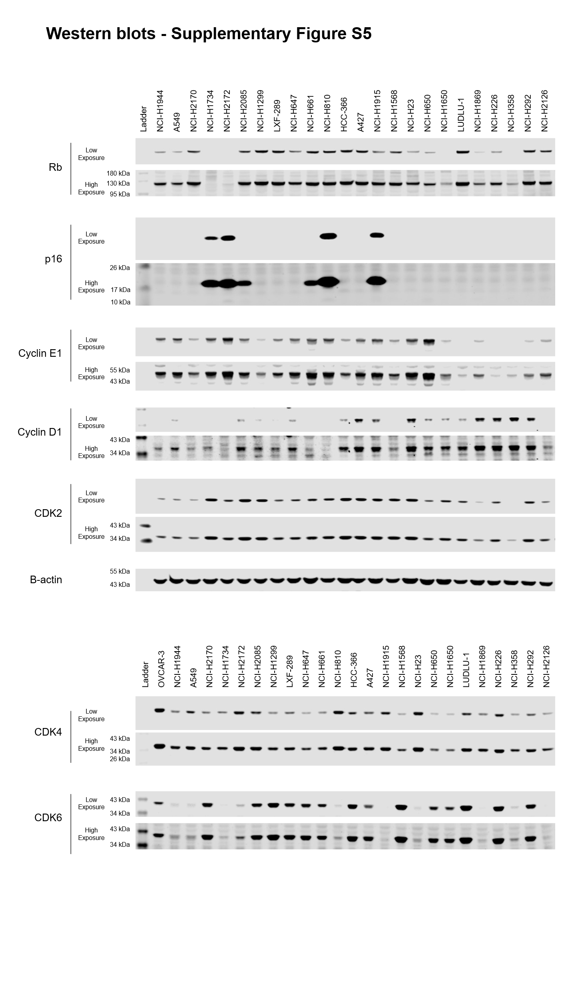 Western blots - Supplementary Figure S5
Ladder
NCI-H1944
A549
NCI-H2170
NCI-H1734
NCI-H2172
NCI-H2085
NCI-H1299
LXF-289
NCI-H647
NCI-H661
NCI-H810
HCC-366
A427
NCI-H1915
NCI-H1568
NCI-H23
NCI-H650
NCI-H1650
LUDLU-1
NCI-H1869
NCI-H226
NCI-H358
NCI-H292
NCI-H2126
Rb
Low
Exposure
High
Exposure
180 kDa
130 kDa
95 kDa
p16
Low
Exposure
High
Exposure
26 kDa
17 kDa
10 kDa
Cyclin E1
Low
Exposure
High
Exposure
55 kDa
43 kDa
Cyclin D1
Low
Exposure
High
Exposure
43 kDa
34 kDa
CDK2
Low
Exposure
High
Exposure
43 kDa
34 kDa
B-actin
55 kDa
43 kDa
Ladder
OVCAR-3
NCI-H1944
A549
NCI-H2170
NCI-H1734
NCI-H2172
NCI-H2085
NCI-H1299
LXF-289
NCI-H647
NCI-H661
NCI-H810
HCC-366
A427
NCI-H1915
NCI-H1568
NCI-H23
NCI-H650
NCI-H1650
LUDLU-1
NCI-H1869
NCI-H226
NCI-H358
NCI-H292
NCI-H2126
CDK4
Low
Exposure
High
Exposure
43 kDa
34 kDa
26 kDa
CDK6
Low
Exposure
43 kDa
34 kDa
High
Exposure
43 kDa
34 kDa